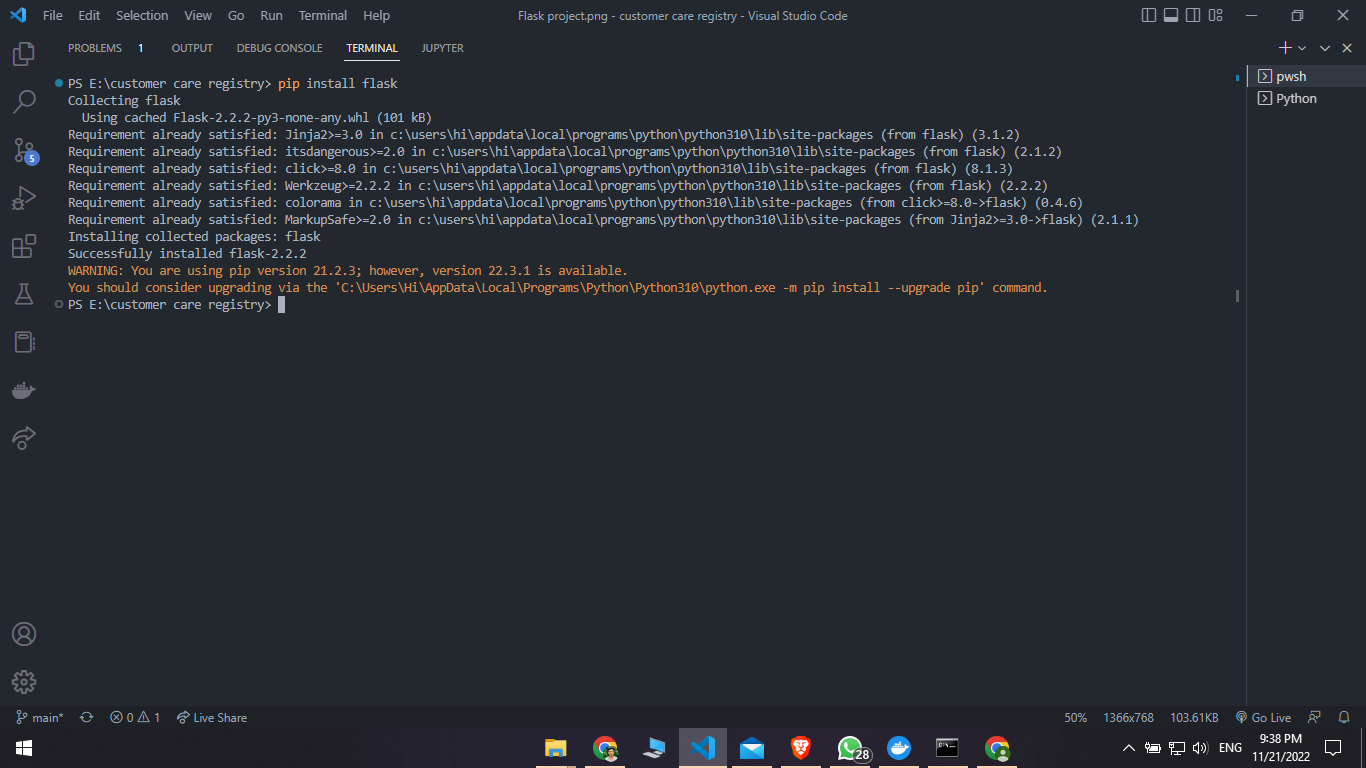 File Edit Selection View Go Run Terminal Help Flask project.png - customer care registry - Visual Studio Code
PROBLEMS 1 OUTPUT DEBUG CONSOLE TERMINAL JUPYTER
PS E:\customer care registry> pip install flask
Collecting flask
Using cached Flask-2.2.2-py3-none-any.whl (101 kB)
Requirement already satisfied: Jinja2>=3.0 in c:\users\hi\appdata\local\programs\python\python310\lib\site-packages (from flask) (3.1.2)
Requirement already satisfied: itsdangerous>=2.0 in c:\users\hi\appdata\local\programs\python\python310\lib\site-packages (from flask) (2.1.2)
Requirement already satisfied: click>=8.0 in c:\users\hi\appdata\local\programs\python\python310\lib\site-packages (from flask) (8.1.3)
Requirement already satisfied: Werkzeug>=2.2.2 in c:\users\hi\appdata\local\programs\python\python310\lib\site-packages (from flask) (2.2.2)
Requirement already satisfied: colorama in c:\users\hi\appdata\local\programs\python\python310\lib\site-packages (from click>=8.0->flask) (0.4.6)
Requirement already satisfied: MarkupSafe>=2.0 in c:\users\hi\appdata\local\programs\python\python310\lib\site-packages (from Jinja2>=3.0->flask) (2.1.1)
Installing collected packages: flask
Successfully installed flask-2.2.2
WARNING: You are using pip version 21.2.3; however, version 22.3.1 is available.
You should consider upgrading via the 'C:\Users\Hi\AppData\Local\Programs\Python\Python310\python.exe -m pip install --upgrade pip' command.
PS E:\customer care registry>
pwsh
Python
5
main* 0 1 Live Share 50% 1366x768 103.61KB Go Live
28 ENG 9:38 PM
11/21/2022